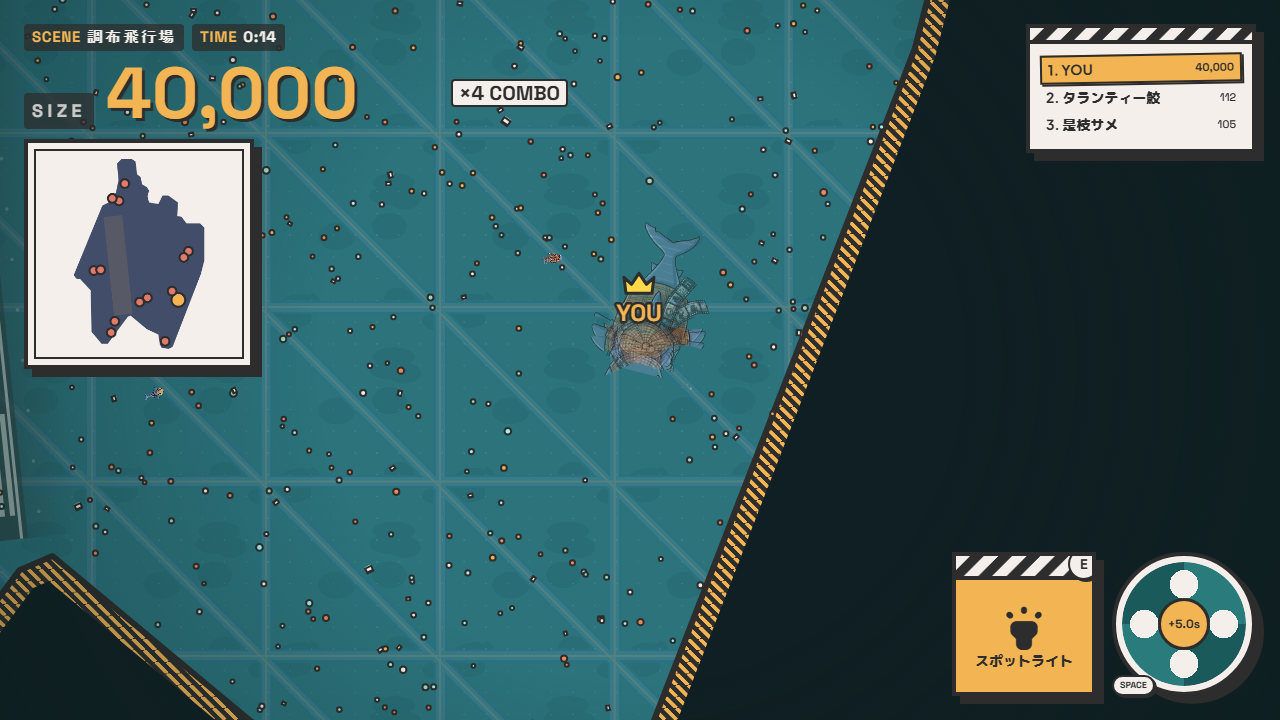 SCENE 調布飛行場
TIME 0:14
SIZE 40,000
×4 COMBO
YOU
1. YOU 40,000
2. タランティー鮫 112
3. 是枝サメ 105
E
スポットライト
+5.0s
SPACE